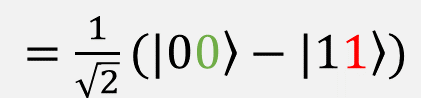 = 1/√2 (|00⟩ − |11⟩)